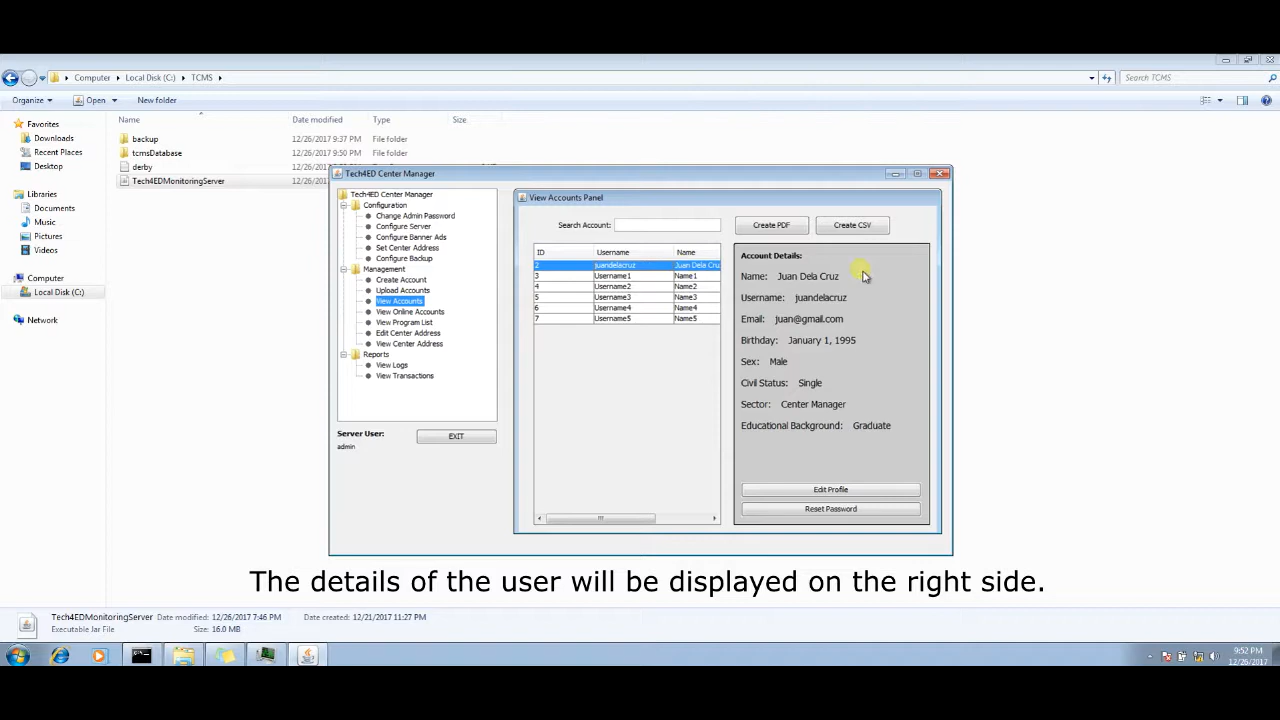 Computer ▸ Local Disk (C:) ▸ TCMS ▸
Search TCMS
Organize ▾ Open ▾ New folder
Name Date modified Type Size
Favorites
Downloads
Recent Places
Desktop
Libraries
Documents
Music
Pictures
Videos
Computer
Local Disk (C:)
Network
backup 12/26/2017 9:37 PM File folder
tcmsDatabase 12/26/2017 9:50 PM File folder
derby
Tech4EDMonitoringServer
Tech4ED Center Manager
Tech4ED Center Manager
Configuration
Change Admin Password
Configure Server
Configure Banner Ads
Set Center Address
Configure Backup
Management
Create Account
Upload Accounts
View Accounts
View Online Accounts
View Program List
Edit Center Address
View Center Address
Reports
View Logs
View Transactions
Server User:
admin
EXIT
View Accounts Panel
Search Account:
Create PDF
Create CSV
ID Username Name
2 juandelacruz Juan Dela Cru
3 Username1 Name1
4 Username2 Name2
5 Username3 Name3
6 Username4 Name4
7 Username5 Name5
Account Details:
Name: Juan Dela Cruz
Username: juandelacruz
Email: juan@gmail.com
Birthday: January 1, 1995
Sex: Male
Civil Status: Single
Sector: Center Manager
Educational Background: Graduate
Edit Profile
Reset Password
The details of the user will be displayed on the right side.
Tech4EDMonitoringServer Date modified: 12/26/2017 7:46 PM Date created: 12/21/2017 11:27 PM
Executable Jar File Size: 16.0 MB
9:52 PM
12/26/2017